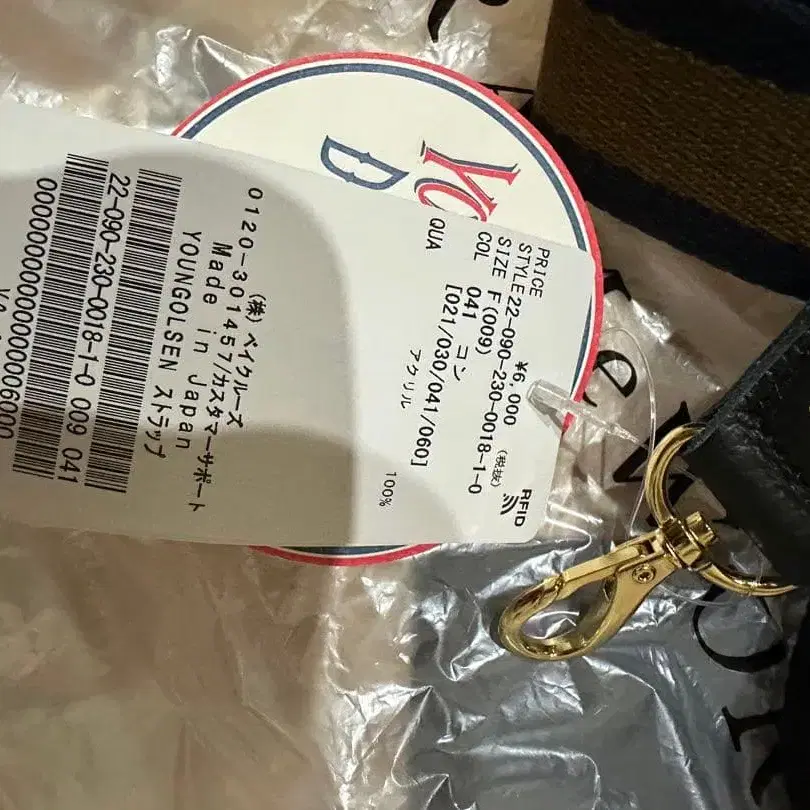 PRICE ¥6,000 (税抜)
STYLE22-090-230-0018-1-0
SIZE F(009)
COL 041 コン
[021/030/041/060]
QUA アクリル 100%
RFID
(株)ベイクルーズ
0120-301457/カスタマーサポート
Made in Japan
YOUNGOLSEN ストラップ
22-090-230-0018-1-0 009 041
YO
D